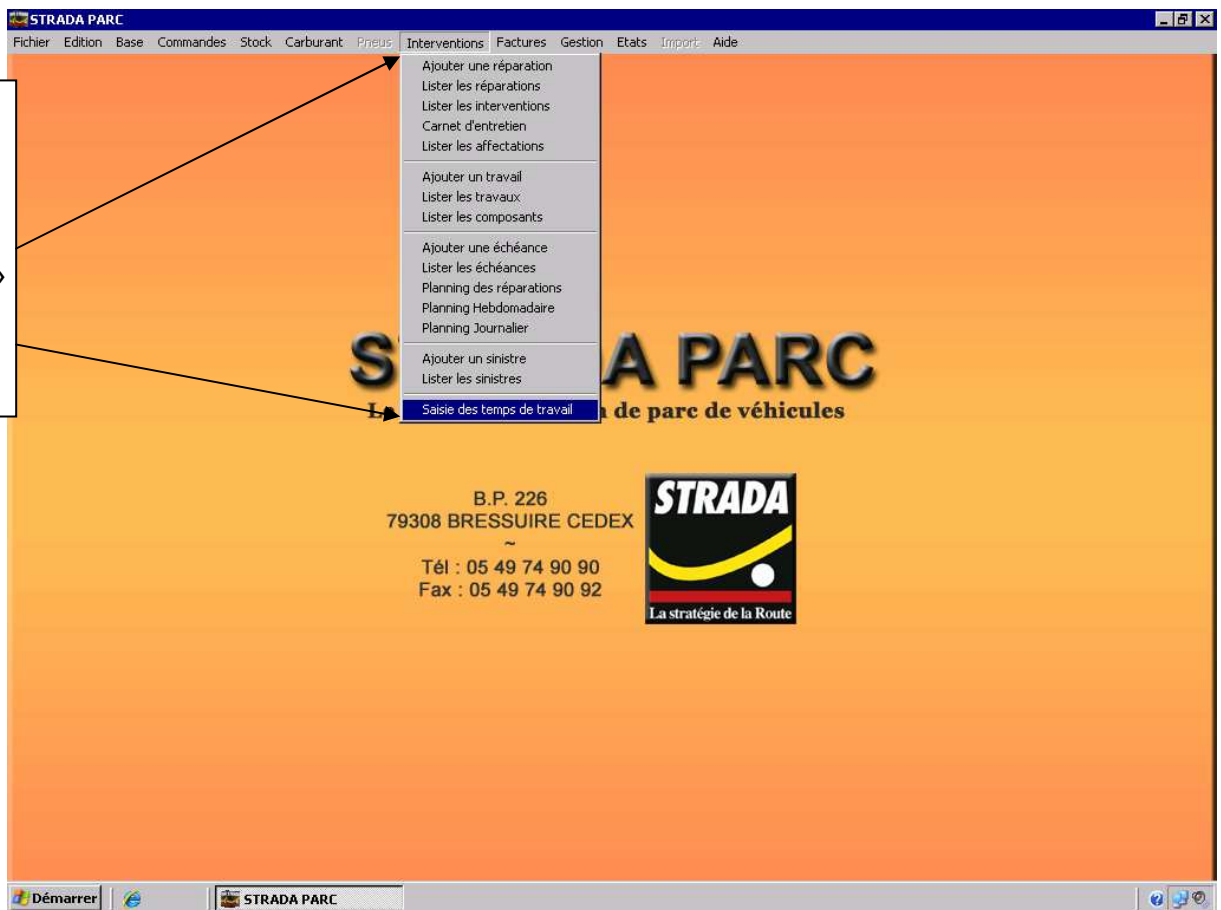 STRADA PARC
Fichier Edition Base Commandes Stock Carburant Pneus Interventions Factures Gestion Etats Import Aide
Ajouter une réparation
Lister les réparations
Lister les interventions
Carnet d'entretien
Lister les affectations
Ajouter un travail
Lister les travaux
Lister les composants
Ajouter une échéance
Lister les échéances
Planning des réparations
Planning Hebdomadaire
Planning Journalier
Ajouter un sinistre
Lister les sinistres
Saisie des temps de travail
»
S A PARC
de parc de véhicules
B.P. 226
79308 BRESSUIRE CEDEX
~
Tél : 05 49 74 90 90
Fax : 05 49 74 90 92
STRADA
La stratégie de la Route
Démarrer STRADA PARC